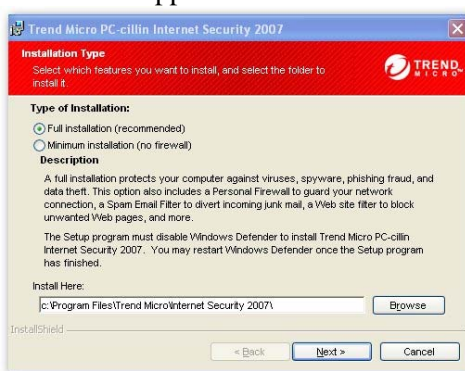 Trend Micro PC-cillin Internet Security 2007
Installation Type
Select which features you want to install, and select the folder to
install it.
TREND
MICRO
Type of Installation:
Full installation (recommended)
Minimum installation (no firewall)
Description
A full installation protects your computer against viruses, spyware, phishing fraud, and
data theft. This option also includes a Personal Firewall to guard your network
connection, a Spam Email Filter to divert incoming junk mail, a Web site filter to block
unwanted Web pages, and more.
The Setup program must disable Windows Defender to install Trend Micro PC-cillin
Internet Security 2007. You may restart Windows Defender once the Setup program
has finished.
Install Here:
c:\Program Files\Trend Micro\Internet Security 2007\
Browse
InstallShield
< Back
Next >
Cancel